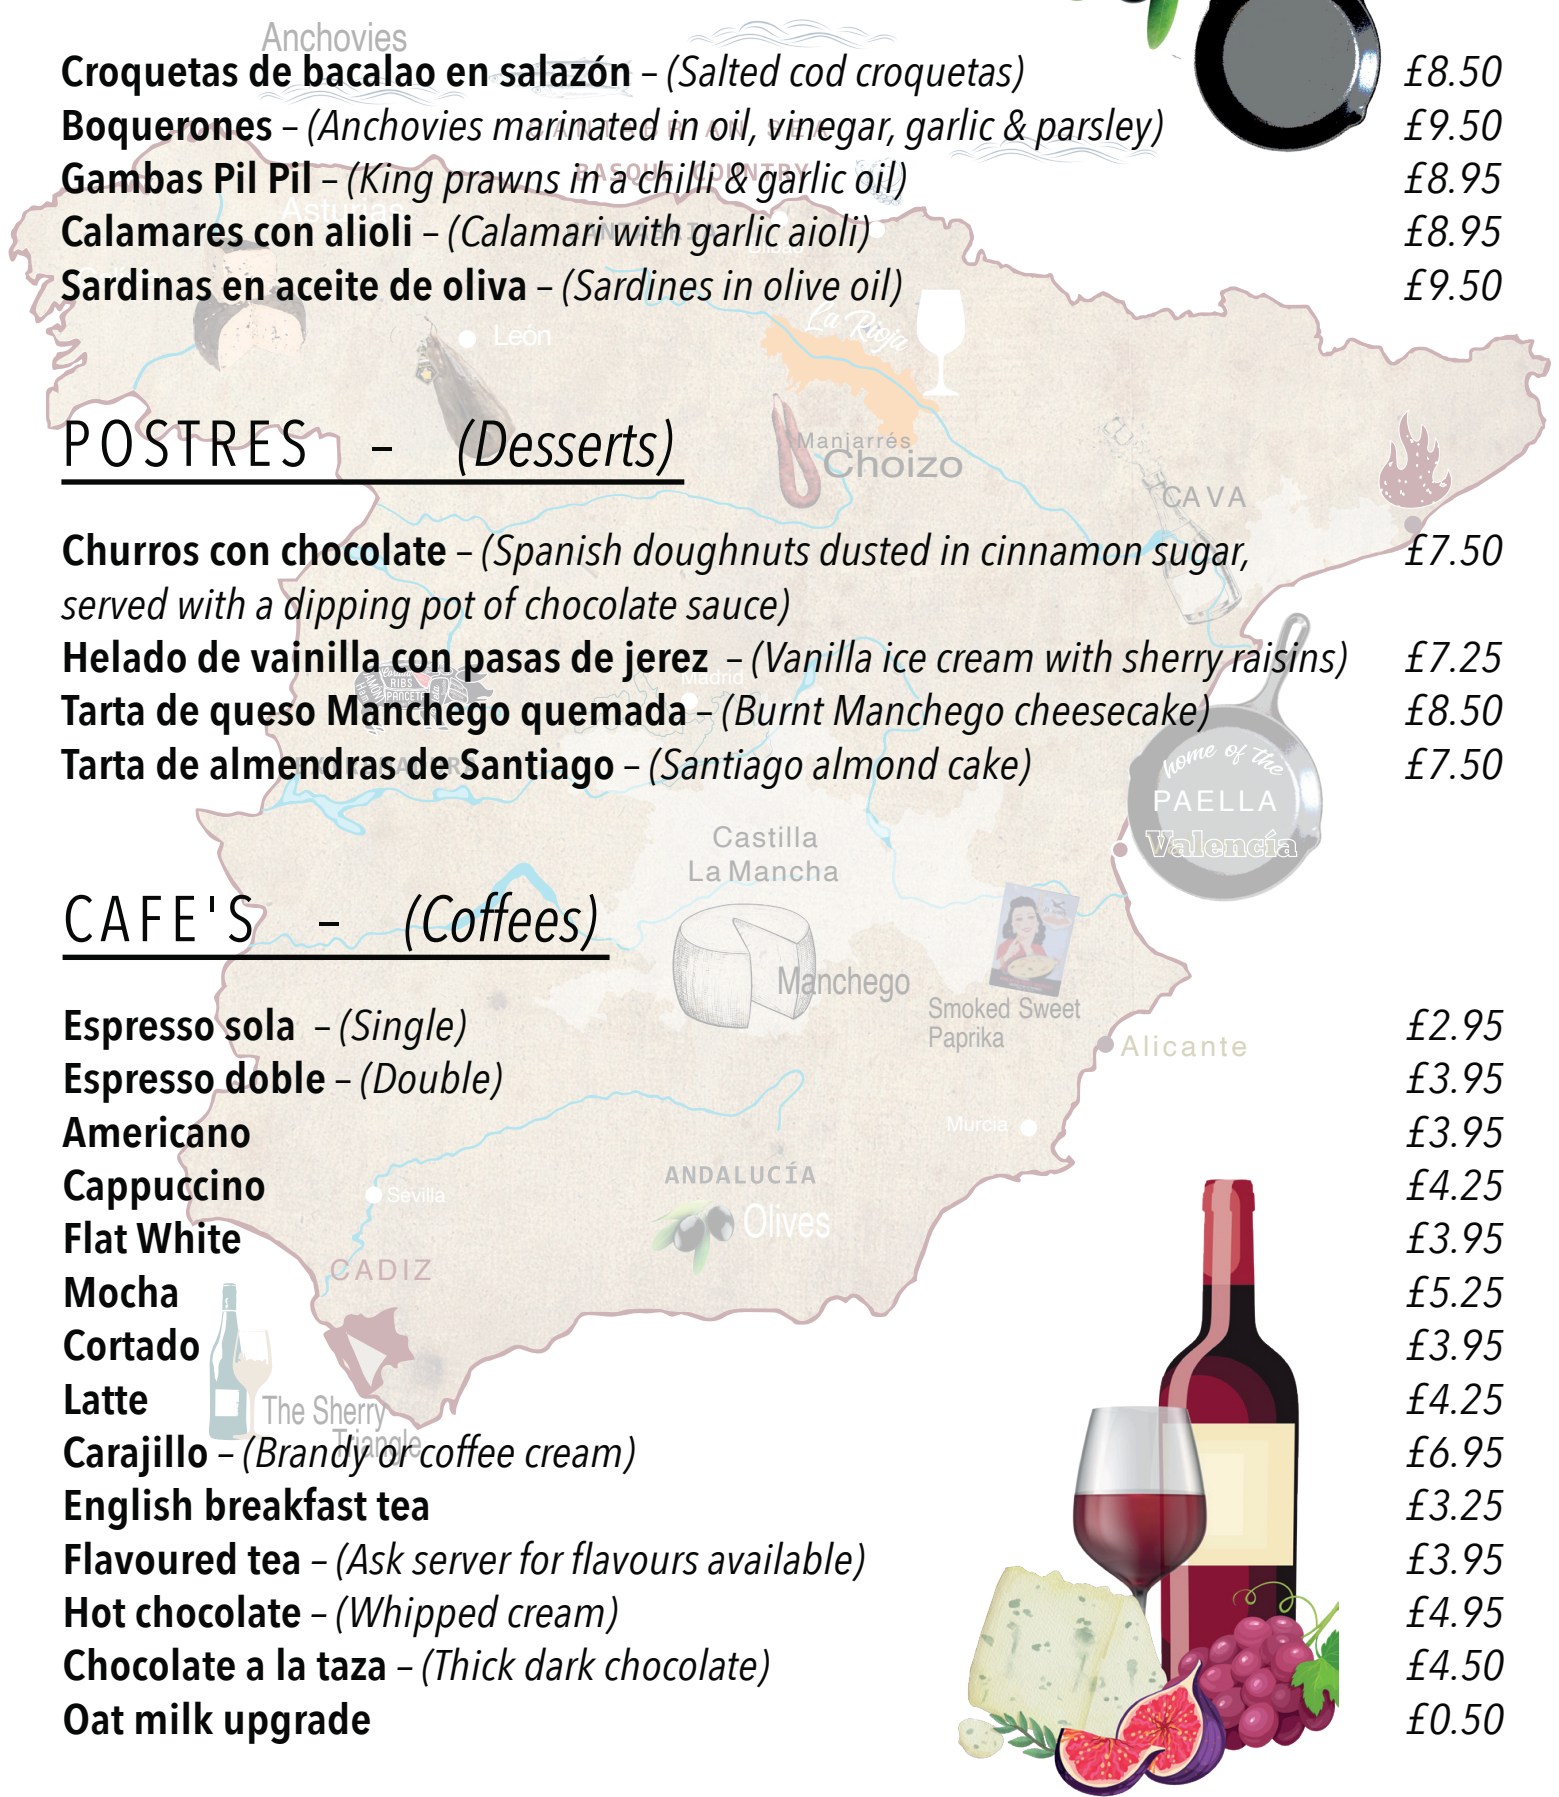 Anchovies
Croquetas de bacalao en salazón – (Salted cod croquetas) £8.50
Boquerones – (Anchovies marinated in oil, vinegar, garlic & parsley) £9.50
BASQUE COUNTRY
Gambas Pil Pil – (King prawns in a chilli & garlic oil) £8.95
Asturias
CANTABRIA
Calamares con alioli – (Calamari with garlic aioli) £8.95
Sardinas en aceite de oliva – (Sardines in olive oil) £9.50
La Rioja
León
POSTRES – (Desserts)
Manjarrés
Choizo
CAVA
Churros con chocolate – (Spanish doughnuts dusted in cinnamon sugar, £7.50
served with a dipping pot of chocolate sauce)
Helado de vainilla con pasas de jerez – (Vanilla ice cream with sherry raisins) £7.25
Madrid
RIBS
Tarta de queso Manchego quemada – (Burnt Manchego cheesecake) £8.50
Tarta de almendras de Santiago – (Santiago almond cake) £7.50
home of the
PAELLA
Valencía
Castilla
La Mancha
CAFE'S – (Coffees)
Manchego
Smoked Sweet
Paprika
Alicante
Espresso sola – (Single) £2.95
Espresso doble – (Double) £3.95
Americano £3.95
Murcia
Cappuccino £4.25
ANDALUCÍA
Sevilla
Olives
Flat White £3.95
CADIZ
Mocha £5.25
Cortado £3.95
Latte £4.25
The Sherry
Triangle
Carajillo – (Brandy or coffee cream) £6.95
English breakfast tea £3.25
Flavoured tea – (Ask server for flavours available) £3.95
Hot chocolate – (Whipped cream) £4.95
Chocolate a la taza – (Thick dark chocolate) £4.50
Oat milk upgrade £0.50